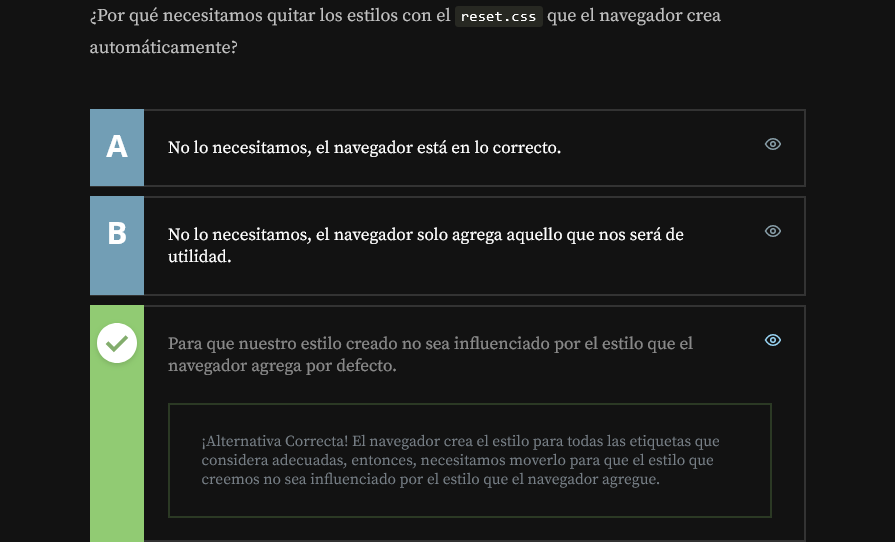 ¿Por qué necesitamos quitar los estilos con el reset.css que el navegador crea
automáticamente?
A
No lo necesitamos, el navegador está en lo correcto.
B
No lo necesitamos, el navegador solo agrega aquello que nos será de
utilidad.
Para que nuestro estilo creado no sea influenciado por el estilo que el
navegador agrega por defecto.
¡Alternativa Correcta! El navegador crea el estilo para todas las etiquetas que
considera adecuadas, entonces, necesitamos moverlo para que el estilo que
creemos no sea influenciado por el estilo que el navegador agregue.